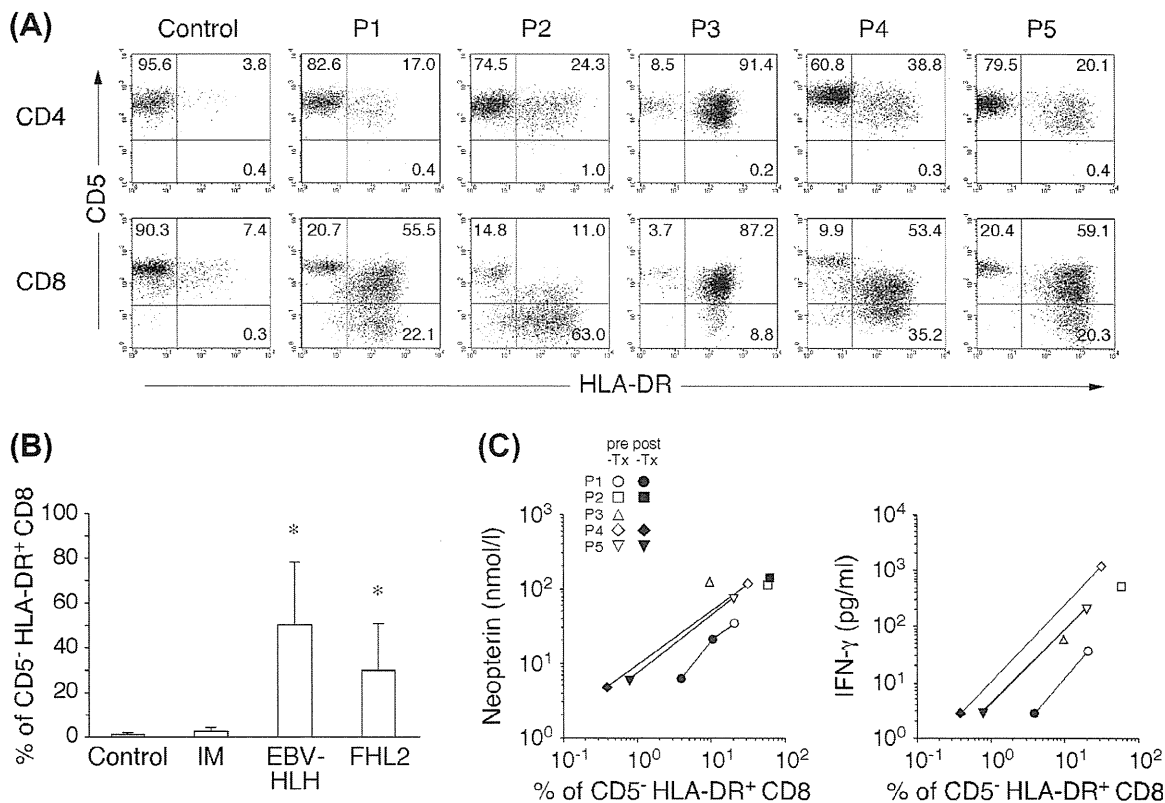 (A)
Control P1 P2 P3 P4 P5
CD4
CD5
CD8
95.6 3.8 0.4
82.6 17.0 0.4
74.5 24.3 1.0
8.5 91.4 0.2
60.8 38.8 0.3
79.5 20.1 0.4
90.3 7.4 0.3
20.7 55.5 22.1
14.8 11.0 63.0
3.7 87.2 8.8
9.9 53.4 35.2
20.4 59.1 20.3
HLA-DR
(B)
% of CD5⁻ HLA-DR⁺ CD8
100
80
60
40
20
0
* *
Control IM EBV-HLH FHL2
(C)
pre-Tx post-Tx
P1
P2
P3
P4
P5
Neopterin (nmol/l)
10³
10²
10¹
10⁰
10⁻¹ 10⁰ 10¹ 10²
% of CD5⁻ HLA-DR⁺ CD8
IFN-γ (pg/ml)
10⁴
10³
10²
10¹
10⁰
10⁻¹ 10⁰ 10¹ 10²
% of CD5⁻ HLA-DR⁺ CD8